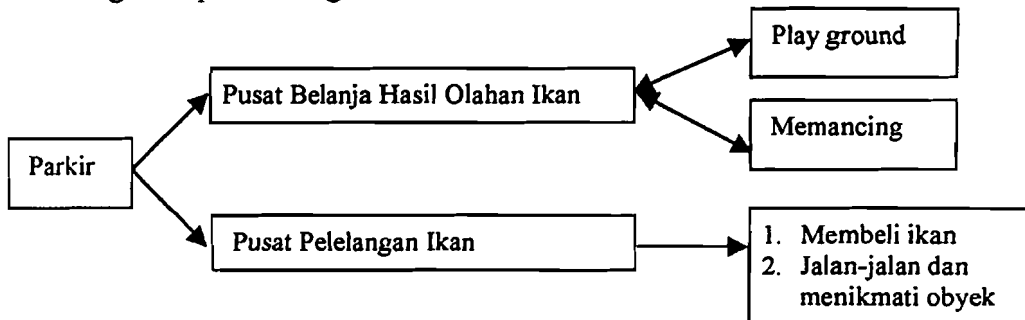 Play ground
Pusat Belanja Hasil Olahan Ikan
Memancing
Parkir
Pusat Pelelangan Ikan
1. Membeli ikan
2. Jalan-jalan dan
menikmati obyek